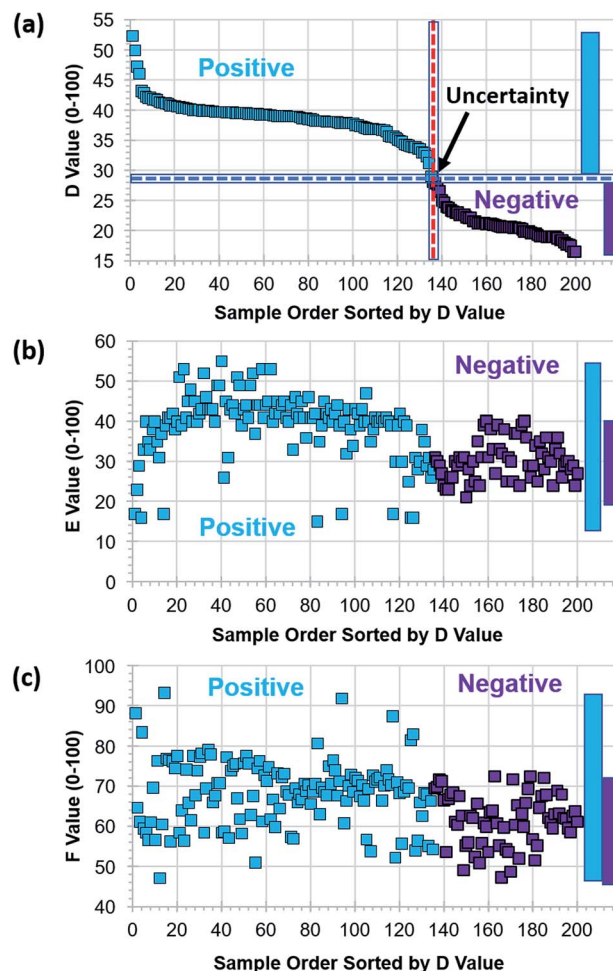 (a)
55
50
45
40
35
30
25
20
15
D Value (0-100)
Positive
Uncertainty
Negative
0 20 40 60 80 100 120 140 160 180 200
Sample Order Sorted by D Value
(b)
60
50
40
30
20
10
0
E Value (0-100)
Negative
Positive
0 20 40 60 80 100 120 140 160 180 200
Sample Order Sorted by D Value
(c)
100
90
80
70
60
50
40
F Value (0-100)
Positive
Negative
0 20 40 60 80 100 120 140 160 180 200
Sample Order Sorted by D Value